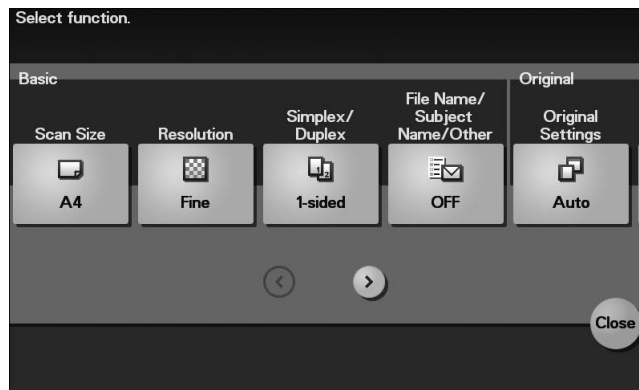 Select function.
Basic
Original
Scan Size
Resolution
Simplex/
Duplex
File Name/
Subject
Name/Other
Original
Settings
A4
Fine
1-sided
OFF
Auto
Close